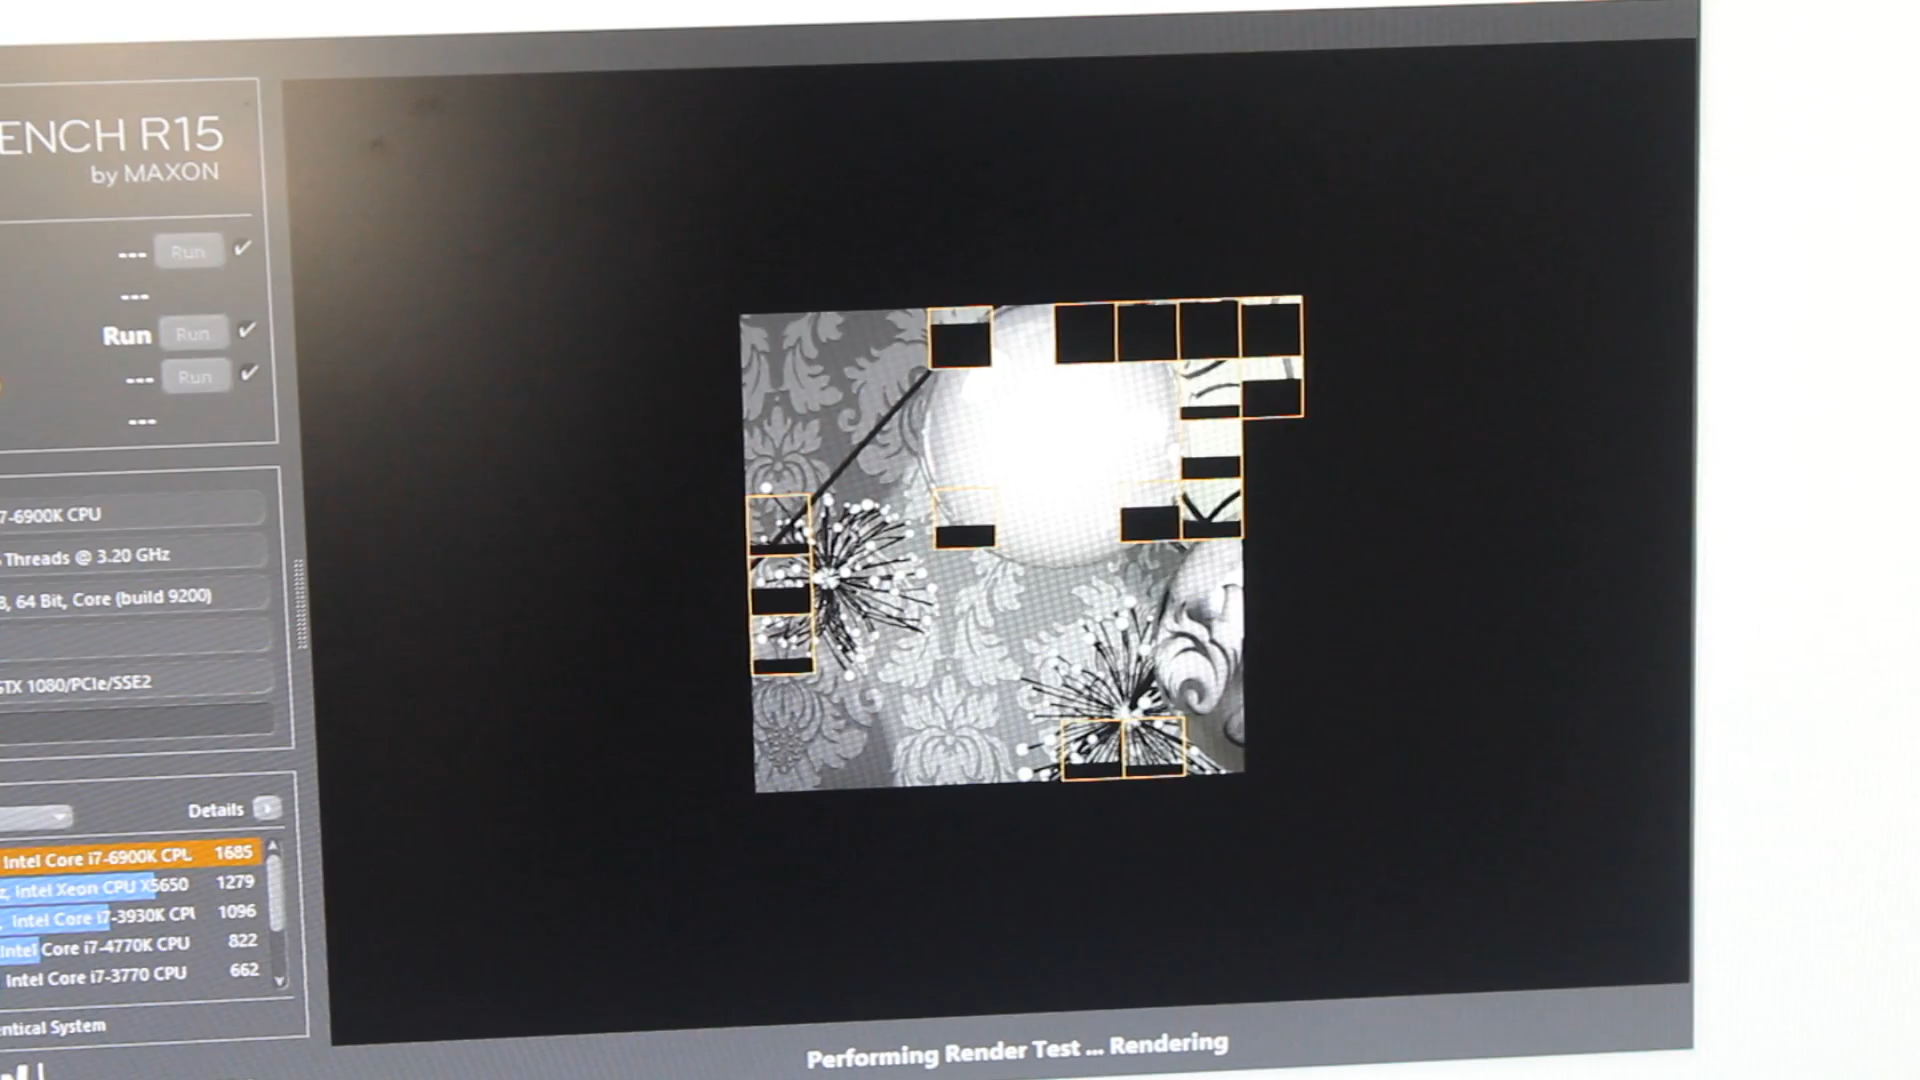 ENCH R15
by MAXON
--- Run
---
Run Run
--- Run
---
7-6900K CPU
Threads @ 3.20 GHz
, 64 Bit, Core (build 9200)
TX 1080/PCIe/SSE2
Details
Intel Core i7-6900K CPU 1685
z, Intel Xeon CPU X5650 1279
, Intel Core i7-3930K CPU 1096
Intel Core i7-4770K CPU 822
Intel Core i7-3770 CPU 662
entical System
Performing Render Test ... Rendering